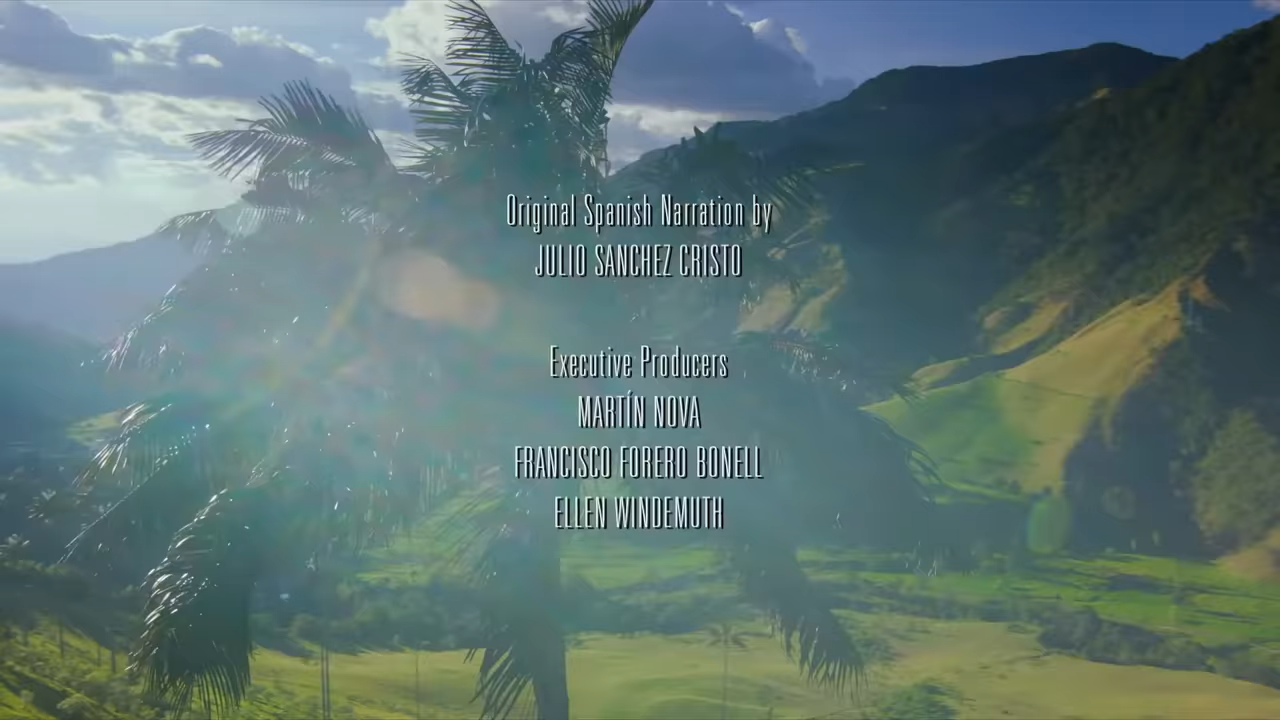 Original Spanish Narration by
JULIO SANCHEZ CRISTO
Executive Producers
MARTÍN NOVA
FRANCISCO FORERO BONELL
ELLEN WINDEMUTH